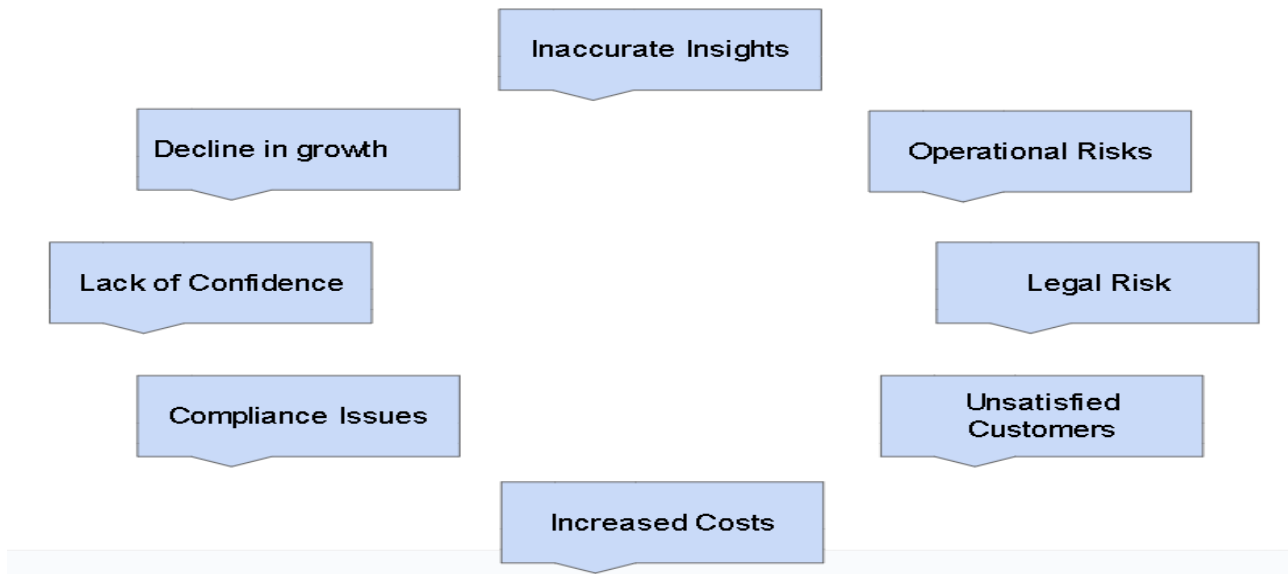 Inaccurate Insights
Decline in growth
Operational Risks
Lack of Confidence
Legal Risk
Compliance Issues
Unsatisfied
Customers
Increased Costs